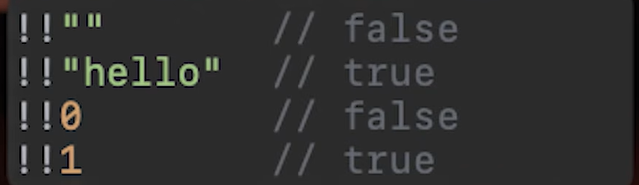 !!""        // false
!!"hello"  // true
!!0         // false
!!1         // true